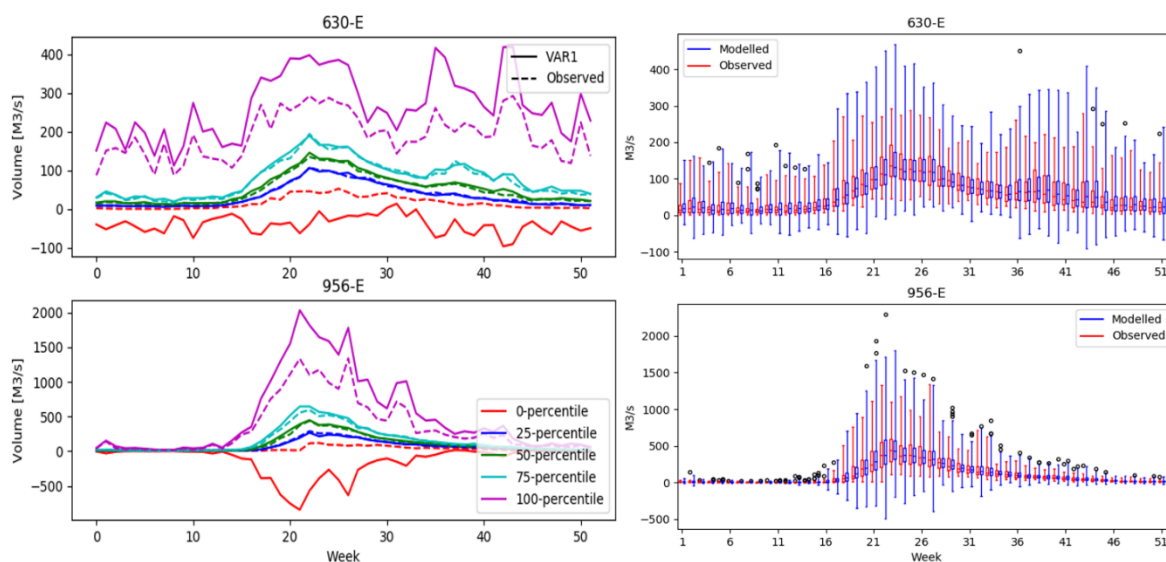 630-E
400
300
200
100
0
−100
Volume [M3/s]
VAR1
Observed
0 10 20 30 40 50
956-E
2000
1500
1000
500
0
−500
Volume [M3/s]
0-percentile
25-percentile
50-percentile
75-percentile
100-percentile
0 10 20 30 40 50
Week
630-E
400
300
200
100
0
−100
M3/s
Modelled
Observed
1 6 11 16 21 26 31 36 41 46 51
956-E
2000
1500
1000
500
0
−500
M3/s
Modelled
Observed
1 6 11 16 21 26 31 36 41 46 51
Week